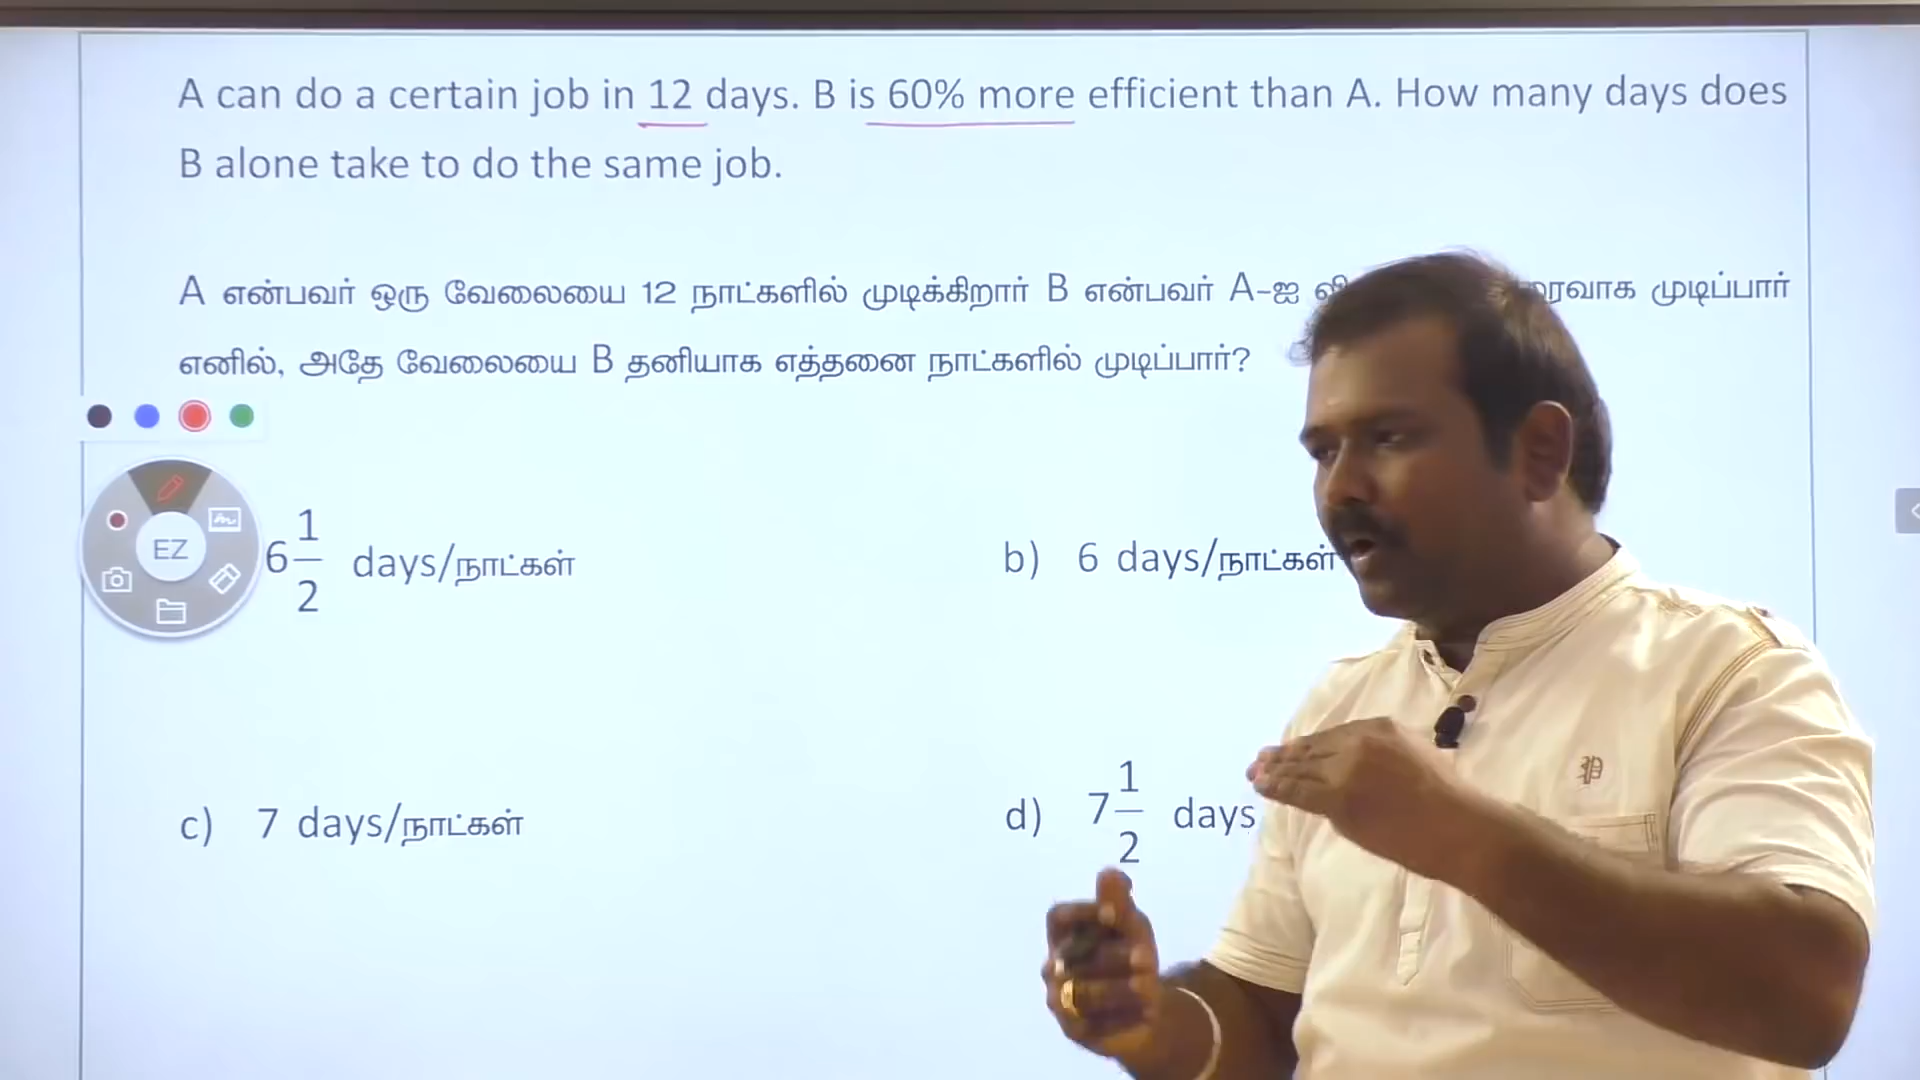 A can do a certain job in 12 days. B is 60% more efficient than A. How many days does
B alone take to do the same job.
A என்பவர் ஒரு வேலையை 12 நாட்களில் முடிக்கிறார் B என்பவர் A-ஐ முடிப்பார்
எனில், அதே வேலையை B தனியாக எத்தனை நாட்களில் முடிப்பார்?
EZ
6 1/2 days/நாட்கள்
b) 6 days/நாட்கள்
c) 7 days/நாட்கள்
d) 7 1/2 days